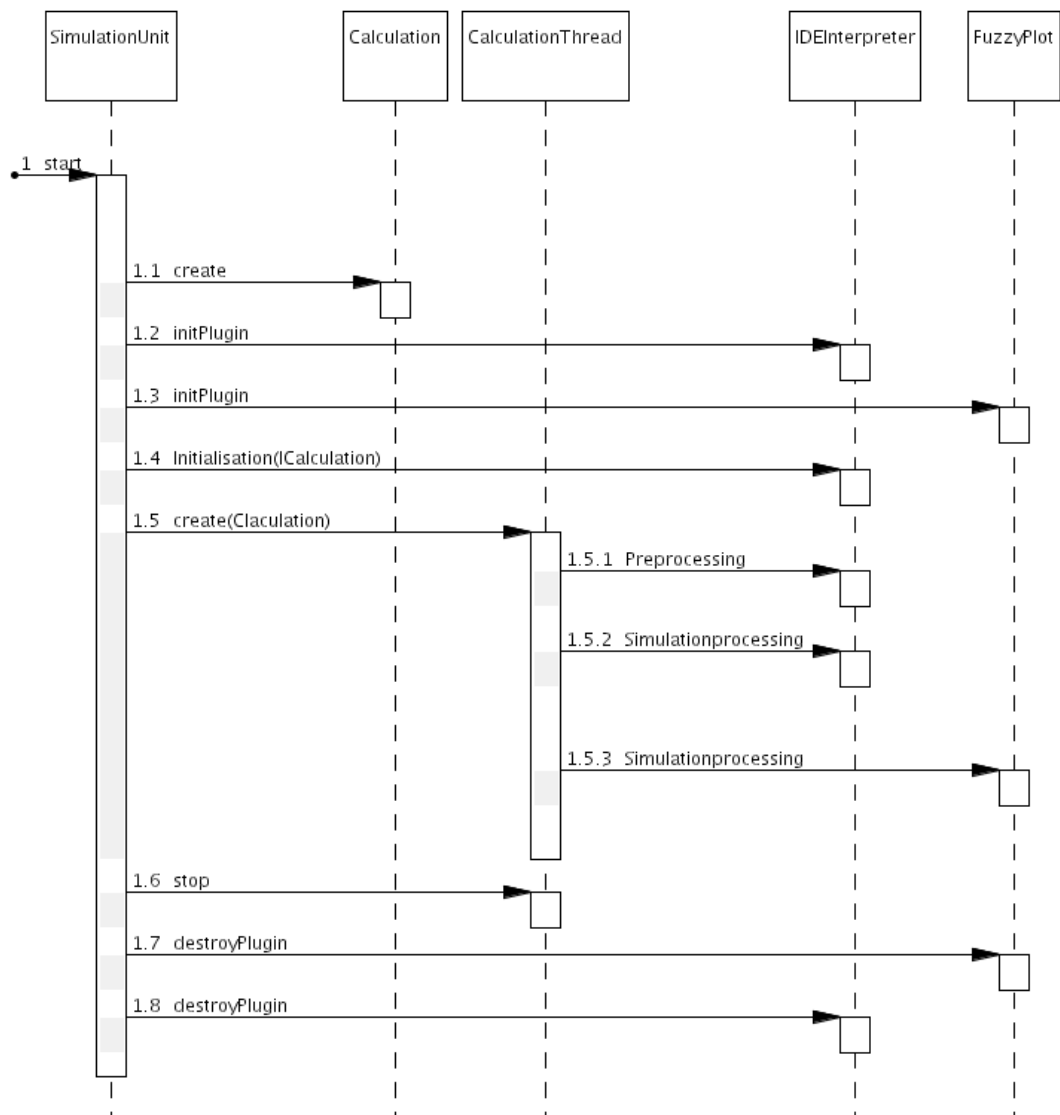 SimulationUnit
Calculation
CalculationThread
IDEInterpreter
FuzzyPlot
1 start
1.1 create
1.2 initPlugin
1.3 initPlugin
1.4 Initialisation(ICalculation)
1.5 create(Claculation)
1.5.1 Preprocessing
1.5.2 Simulationprocessing
1.5.3 Simulationprocessing
1.6 stop
1.7 destroyPlugin
1.8 destroyPlugin